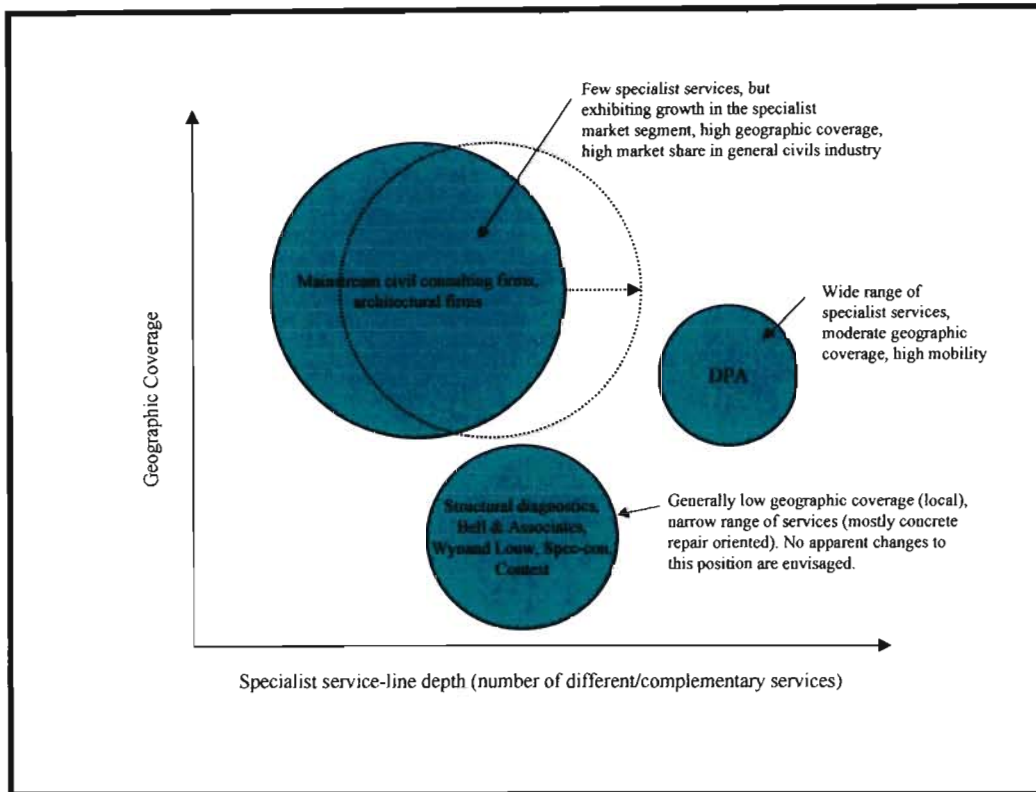 Few specialist services, but
exhibiting growth in the specialist
market segment, high geographic coverage,
high market share in general civils industry
Mainstream civil consulting firms,
architectural firms
Wide range of
specialist services,
moderate geographic
coverage, high mobility
DPA
Geographic Coverage
Structural diagnostics,
Bell & Associates,
Wynand Louw, Spec-con,
Contest
Generally low geographic coverage (local),
narrow range of services (mostly concrete
repair oriented). No apparent changes to
this position are envisaged.
Specialist service-line depth (number of different/complementary services)